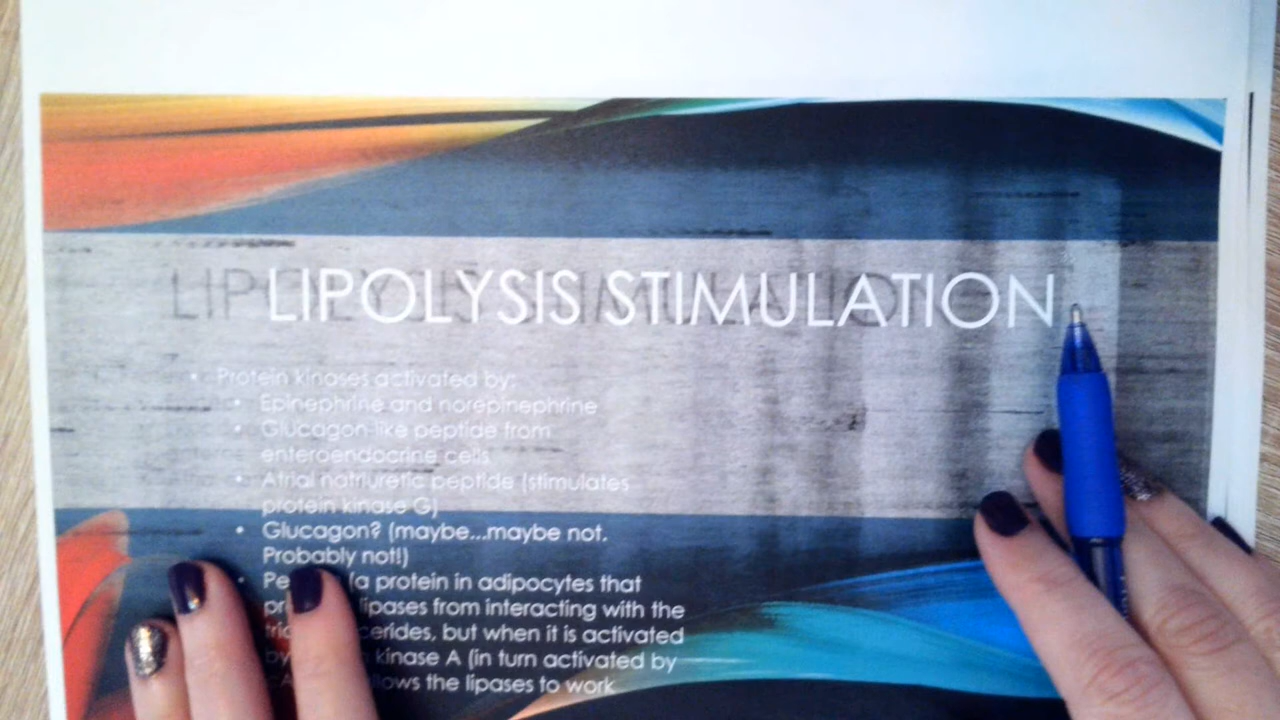 LIPOLYSIS STIMULATION
• Protein kinases activated by:
• Epinephrine and norepinephrine
• Glucagon-like peptide from
enteroendocrine cells
• Atrial natriuretic peptide (stimulates
protein kinase G)
• Glucagon? (maybe...maybe not.
Probably not!)
(a protein in adipocytes that
lipases from interacting with the
but when it is activated
by kinase A (in turn activated by
the lipases to work